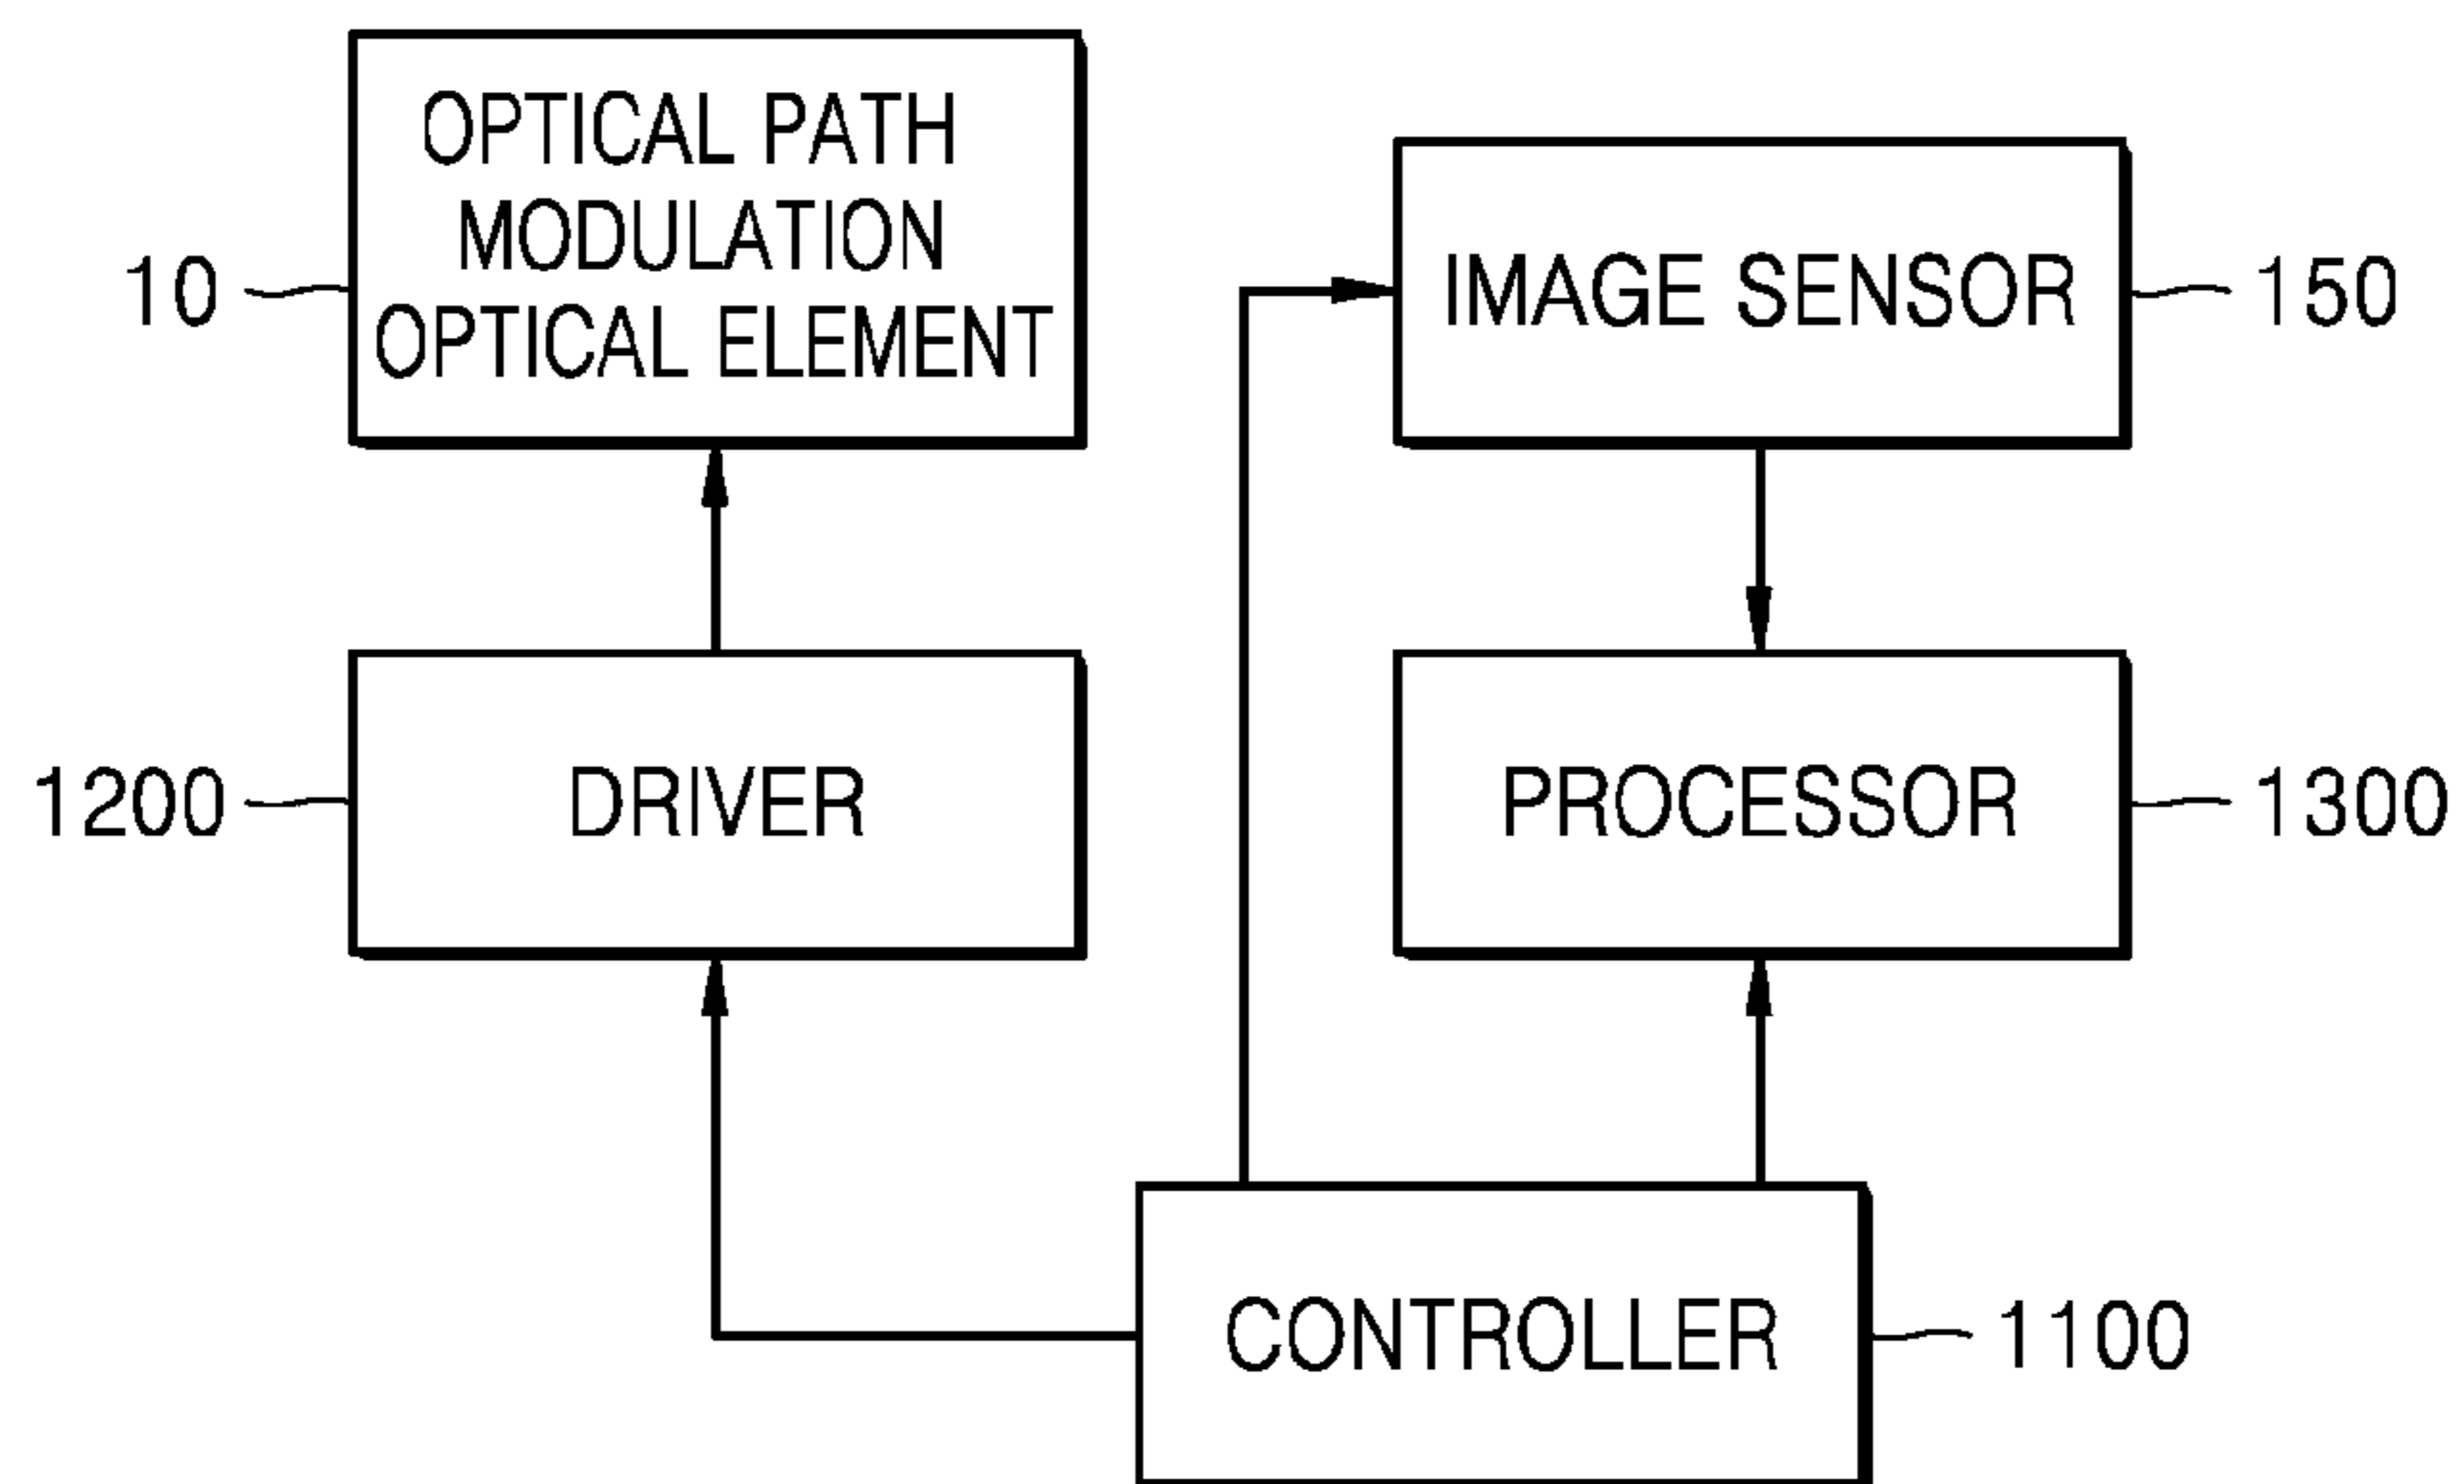 OPTICAL PATH
MODULATION
OPTICAL ELEMENT
10
IMAGE SENSOR
150
1200
DRIVER
PROCESSOR
1300
CONTROLLER
1100